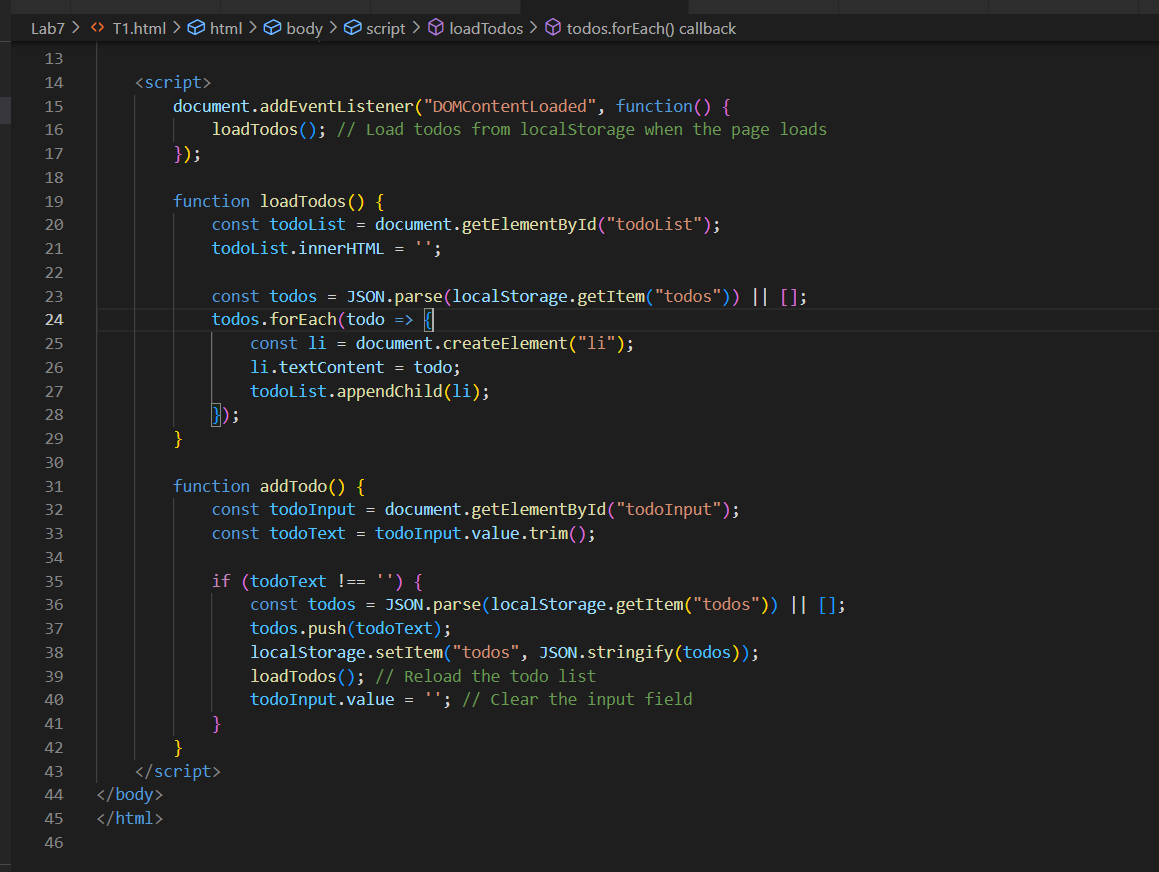 Lab7 > <> T1.html > html > body > script > loadTodos > todos.forEach() callback
13
14 <script>
15 document.addEventListener("DOMContentLoaded", function() {
16 loadTodos(); // Load todos from localStorage when the page loads
17 });
18
19 function loadTodos() {
20 const todoList = document.getElementById("todoList");
21 todoList.innerHTML = '';
22
23 const todos = JSON.parse(localStorage.getItem("todos")) || [];
24 todos.forEach(todo => {
25 const li = document.createElement("li");
26 li.textContent = todo;
27 todoList.appendChild(li);
28 });
29 }
30
31 function addTodo() {
32 const todoInput = document.getElementById("todoInput");
33 const todoText = todoInput.value.trim();
34
35 if (todoText !== '') {
36 const todos = JSON.parse(localStorage.getItem("todos")) || [];
37 todos.push(todoText);
38 localStorage.setItem("todos", JSON.stringify(todos));
39 loadTodos(); // Reload the todo list
40 todoInput.value = ''; // Clear the input field
41 }
42 }
43 </script>
44 </body>
45 </html>
46